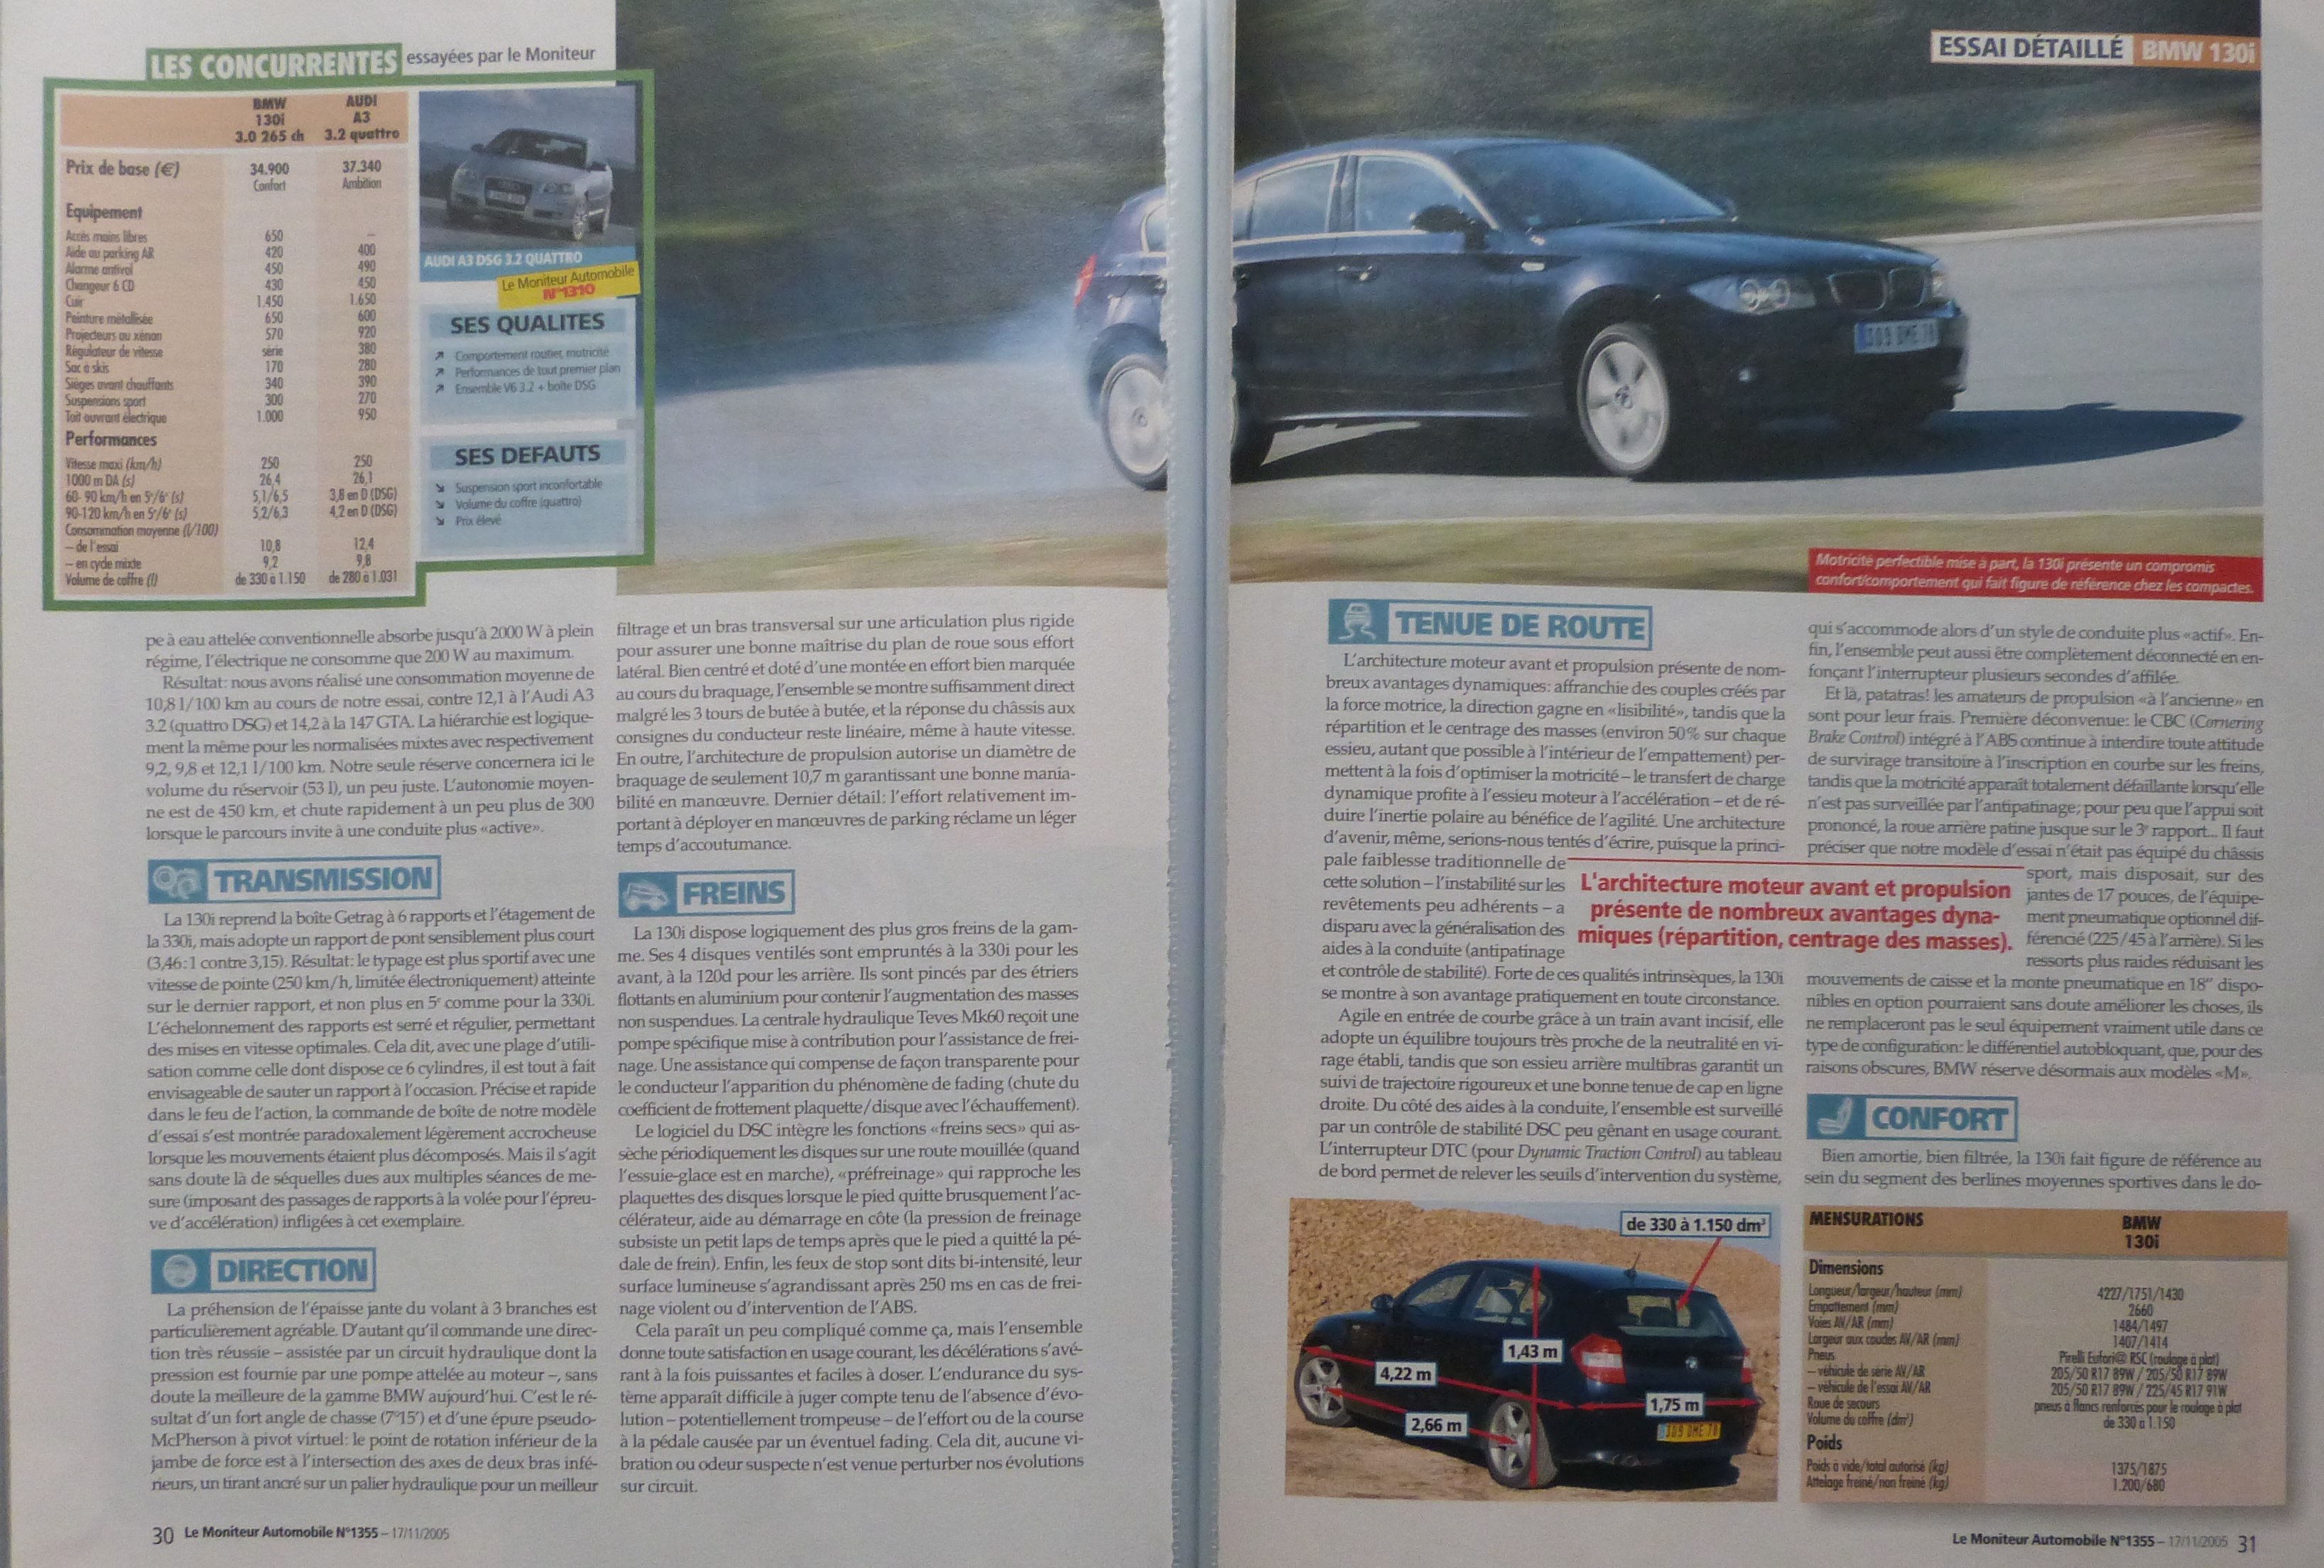 LES CONCURRENTES essayées par le Moniteur
BMW 130i 3.0 265 ch AUDI A3 3.2 quattro
Prix de base (€) 34.900 Confort 37.340 Ambition
Equipement
Accès mains libres 650 –
Aide au parking AR 420 400
Alarme antivol 450 490
Changeur 6 CD 430 450
Cuir 1.450 1.650
Peinture métallisée 650 600
Projecteurs au xénon 570 920
Régulateur de vitesse série 380
Sac à skis 170 280
Sièges avant chauffants 340 390
Suspensions sport 300 270
Toit ouvrant électrique 1.000 950
Performances
Vitesse maxi (km/h) 250 250
1000 m DA (s) 26,4 26,1
60- 90 km/h en 5e/6e (s) 5,1/6,5 3,8 en D (DSG)
90-120 km/h en 5e/6e (s) 5,2/6,3 4,2 en D (DSG)
Consommation moyenne (l/100)
– de l'essai 10,8 12,4
– en cycle mixte 9,2 9,8
Volume de coffre (l) de 330 à 1.150 de 280 à 1.031
AUDI A3 DSG 3.2 QUATTRO
Le Moniteur Automobile
N°1310
SES QUALITES
Comportement routier, motricité
Performances de tout premier plan
Ensemble V6 3.2 + boîte DSG
SES DEFAUTS
Suspension sport inconfortable
Volume du coffre (quattro)
Prix élevé
pe à eau attelée conventionnelle absorbe jusqu'à 2000 W à plein
régime, l'électrique ne consomme que 200 W au maximum.
Résultat: nous avons réalisé une consommation moyenne de
10,8 l/100 km au cours de notre essai, contre 12,1 à l'Audi A3
3.2 (quattro DSG) et 14,2 à la 147 GTA. La hiérarchie est logique-
ment la même pour les normalisées mixtes avec respectivement
9,2, 9,8 et 12,1 l/100 km. Notre seule réserve concernera ici le
volume du réservoir (53 l), un peu juste. L'autonomie moyen-
ne est de 450 km, et chute rapidement à un peu plus de 300
lorsque le parcours invite à une conduite plus «active».
TRANSMISSION
La 130i reprend la boîte Getrag à 6 rapports et l'étagement de
la 330i, mais adopte un rapport de pont sensiblement plus court
(3,46:1 contre 3,15). Résultat: le typage est plus sportif avec une
vitesse de pointe (250 km/h, limitée électroniquement) atteinte
sur le dernier rapport, et non plus en 5e comme pour la 330i.
L'échelonnement des rapports est serré et régulier, permettant
des mises en vitesse optimales. Cela dit, avec une plage d'utili-
sation comme celle dont dispose ce 6 cylindres, il est tout à fait
envisageable de sauter un rapport à l'occasion. Précise et rapide
dans le feu de l'action, la commande de boîte de notre modèle
d'essai s'est montrée paradoxalement légèrement accrocheuse
lorsque les mouvements étaient plus décomposés. Mais il s'agit
sans doute là de séquelles dues aux multiples séances de me-
sure (imposant des passages de rapports à la volée pour l'épreu-
ve d'accélération) infligées à cet exemplaire.
DIRECTION
La préhension de l'épaisse jante du volant à 3 branches est
particulièrement agréable. D'autant qu'il commande une direc-
tion très réussie – assistée par un circuit hydraulique dont la
pression est fournie par une pompe attelée au moteur –, sans
doute la meilleure de la gamme BMW aujourd'hui. C'est le ré-
sultat d'un fort angle de chasse (7°15') et d'une épure pseudo-
McPherson à pivot virtuel: le point de rotation inférieur de la
jambe de force est à l'intersection des axes de deux bras infé-
rieurs, un tirant ancré sur un palier hydraulique pour un meilleur
filtrage et un bras transversal sur une articulation plus rigide
pour assurer une bonne maîtrise du plan de roue sous effort
latéral. Bien centré et doté d'une montée en effort bien marquée
au cours du braquage, l'ensemble se montre suffisamment direct
malgré les 3 tours de butée à butée, et la réponse du châssis aux
consignes du conducteur reste linéaire, même à haute vitesse.
En outre, l'architecture de propulsion autorise un diamètre de
braquage de seulement 10,7 m garantissant une bonne mania-
bilité en manœuvre. Dernier détail: l'effort relativement im-
portant à déployer en manœuvres de parking réclame un léger
temps d'accoutumance.
FREINS
La 130i dispose logiquement des plus gros freins de la gam-
me. Ses 4 disques ventilés sont empruntés à la 330i pour les
avant, à la 120d pour les arrière. Ils sont pincés par des étriers
flottants en aluminium pour contenir l'augmentation des masses
non suspendues. La centrale hydraulique Teves Mk60 reçoit une
pompe spécifique mise à contribution pour l'assistance de frei-
nage. Une assistance qui compense de façon transparente pour
le conducteur l'apparition du phénomène de fading (chute du
coefficient de frottement plaquette/disque avec l'échauffement).
Le logiciel du DSC intègre les fonctions «freins secs» qui as-
sèche périodiquement les disques sur une route mouillée (quand
l'essuie-glace est en marche), «préfreinage» qui rapproche les
plaquettes des disques lorsque le pied quitte brusquement l'ac-
célérateur, aide au démarrage en côte (la pression de freinage
subsiste un petit laps de temps après que le pied a quitté la pé-
dale de frein). Enfin, les feux de stop sont dits bi-intensité, leur
surface lumineuse s'agrandissant après 250 ms en cas de frei-
nage violent ou d'intervention de l'ABS.
Cela paraît un peu compliqué comme ça, mais l'ensemble
donne toute satisfaction en usage courant, les décélérations s'avé-
rant à la fois puissantes et faciles à doser. L'endurance du sys-
tème apparaît difficile à juger compte tenu de l'absence d'évo-
lution – potentiellement trompeuse – de l'effort ou de la course
à la pédale causée par un éventuel fading. Cela dit, aucune vi-
bration ou odeur suspecte n'est venue perturber nos évolutions
sur circuit.
30 Le Moniteur Automobile N°1355 – 17/11/2005
ESSAI DÉTAILLÉ BMW 130i
309 DME 78
Motricité perfectible mise à part, la 130i présente un compromis
confort/comportement qui fait figure de référence chez les compactes.
TENUE DE ROUTE
L'architecture moteur avant et propulsion présente de nom-
breux avantages dynamiques: affranchie des couples créés par
la force motrice, la direction gagne en «lisibilité», tandis que la
répartition et le centrage des masses (environ 50% sur chaque
essieu, autant que possible à l'intérieur de l'empattement) per-
mettent à la fois d'optimiser la motricité – le transfert de charge
dynamique profite à l'essieu moteur à l'accélération – et de ré-
duire l'inertie polaire au bénéfice de l'agilité. Une architecture
d'avenir, même, serions-nous tentés d'écrire, puisque la princi-
pale faiblesse traditionnelle de
cette solution – l'instabilité sur les
revêtements peu adhérents – a
disparu avec la généralisation des
aides à la conduite (antipatinage
et contrôle de stabilité). Forte de ces qualités intrinsèques, la 130i
se montre à son avantage pratiquement en toute circonstance.
Agile en entrée de courbe grâce à un train avant incisif, elle
adopte un équilibre toujours très proche de la neutralité en vi-
rage établi, tandis que son essieu arrière multibras garantit un
suivi de trajectoire rigoureux et une bonne tenue de cap en ligne
droite. Du côté des aides à la conduite, l'ensemble est surveillé
par un contrôle de stabilité DSC peu gênant en usage courant.
L'interrupteur DTC (pour Dynamic Traction Control) au tableau
de bord permet de relever les seuils d'intervention du système,
L'architecture moteur avant et propulsion
présente de nombreux avantages dyna-
miques (répartition, centrage des masses).
qui s'accommode alors d'un style de conduite plus «actif». En-
fin, l'ensemble peut aussi être complètement déconnecté en en-
fonçant l'interrupteur plusieurs secondes d'affilée.
Et là, patatras! les amateurs de propulsion «à l'ancienne» en
sont pour leur frais. Première déconvenue: le CBC (Cornering
Brake Control) intégré à l'ABS continue à interdire toute attitude
de survirage transitoire à l'inscription en courbe sur les freins,
tandis que la motricité apparaît totalement défaillante lorsqu'elle
n'est pas surveillée par l'antipatinage; pour peu que l'appui soit
prononcé, la roue arrière patine jusque sur le 3e rapport... Il faut
préciser que notre modèle d'essai n'était pas équipé du châssis
sport, mais disposait, sur des
jantes de 17 pouces, de l'équipe-
ment pneumatique optionnel dif-
férencié (225/45 à l'arrière). Si les
ressorts plus raides réduisant les
mouvements de caisse et la monte pneumatique en 18" dispo-
nibles en option pourraient sans doute améliorer les choses, ils
ne remplaceront pas le seul équipement vraiment utile dans ce
type de configuration: le différentiel autobloquant, que, pour des
raisons obscures, BMW réserve désormais aux modèles «M».
CONFORT
Bien amortie, bien filtrée, la 130i fait figure de référence au
sein du segment des berlines moyennes sportives dans le do-
de 330 à 1.150 dm³
1,43 m
4,22 m
2,66 m
1,75 m
309 DME 78
MENSURATIONS BMW 130i
Dimensions
Longueur/largeur/hauteur (mm) 4227/1751/1430
Empattement (mm) 2660
Voies AV/AR (mm) 1484/1497
Largeur aux coudes AV/AR (mm) 1407/1414
Pneus Pirelli Eufori@ RSC (roulage à plat)
– véhicule de série AV/AR 205/50 R17 89W / 205/50 R17 89W
– véhicule de l'essai AV/AR 205/50 R17 89W / 225/45 R17 91W
Roue de secours pneus à flancs renforcés pour le roulage à plat
Volume du coffre (dm³) de 330 à 1.150
Poids
Poids à vide/total autorisé (kg) 1375/1875
Attelage freiné/non freiné (kg) 1.200/680
Le Moniteur Automobile N°1355 – 17/11/2005 31